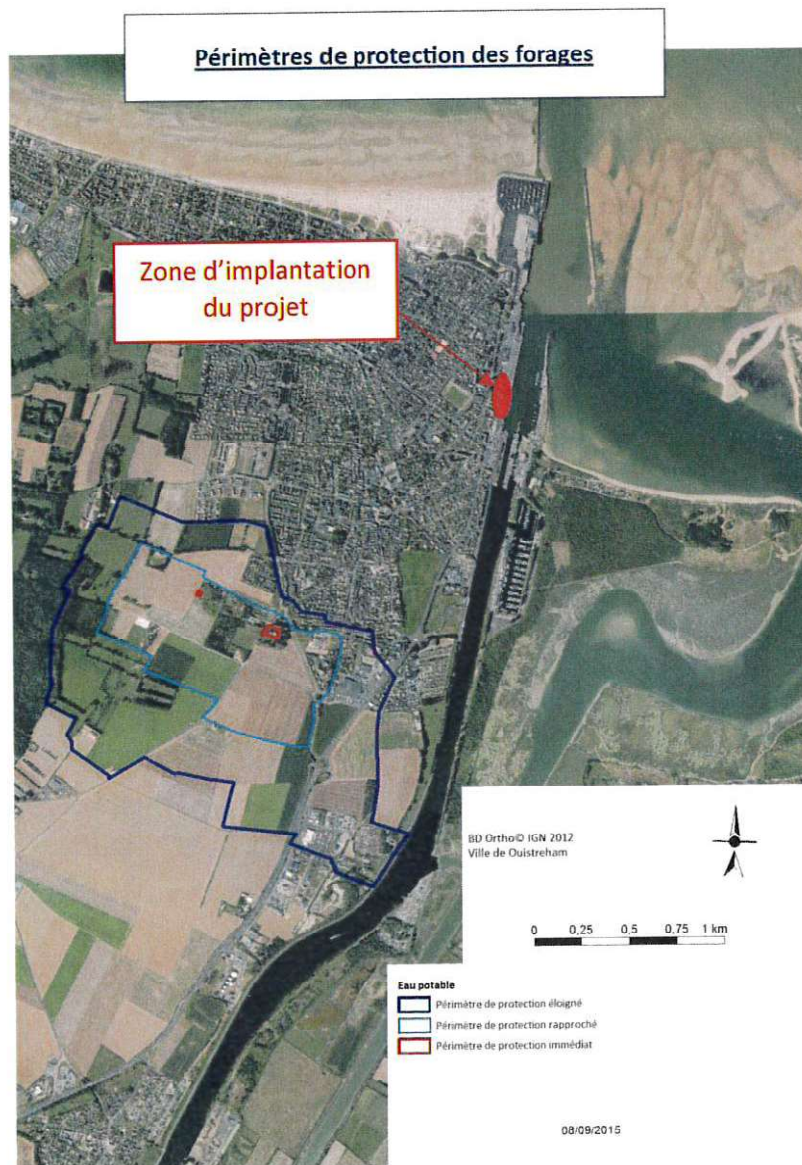 Périmètres de protection des forages
Zone d'implantation
du projet
BD Ortho© IGN 2012
Ville de Ouistreham
0 0,25 0,5 0,75 1 km
Eau potable
Périmètre de protection éloigné
Périmètre de protection rapproché
Périmètre de protection immédiat
08/09/2015